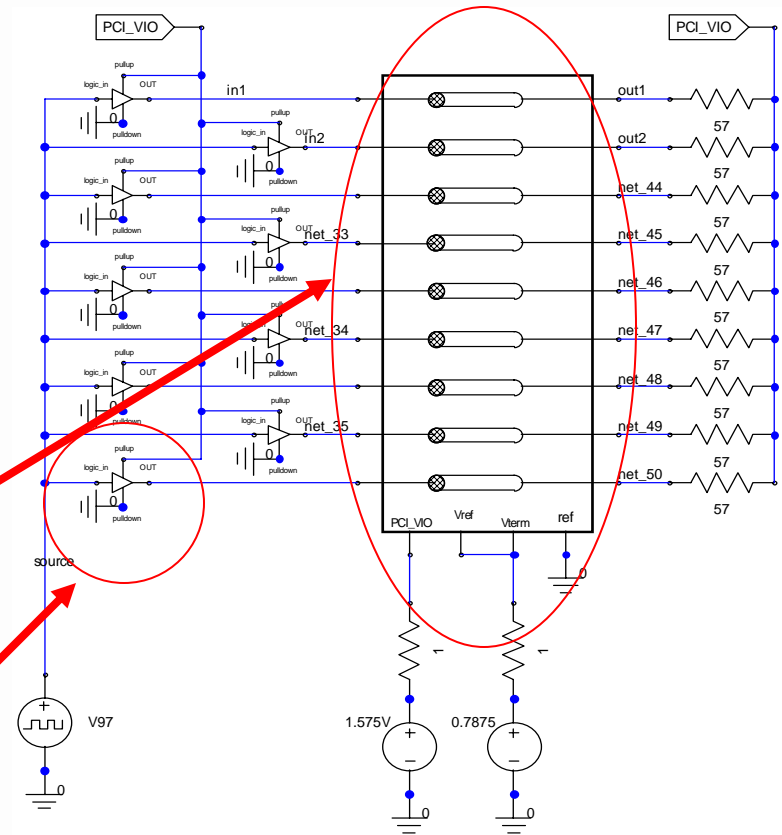 PCI_VIO PCI_VIO
pullup
logic_in OUT in1 out1
0 57
pulldown pullup
logic_in OUT in2 out2
pullup 0 57
logic_in OUT net_44
0 pulldown 57
pulldown pullup
logic_in OUT net_33 net_45
pullup 0 57
logic_in OUT net_46
0 pulldown 57
pulldown pullup
logic_in OUT net_34 net_47
pullup 0 57
logic_in OUT net_48
0 pulldown 57
pulldown pullup
logic_in OUT net_35 net_49
pullup 0 57
logic_in OUT net_50
0 pulldown 57
pulldown
PCI_VIO Vref Vterm ref
source 0
1 1
V97 1.575V 0.7875
0 0 0